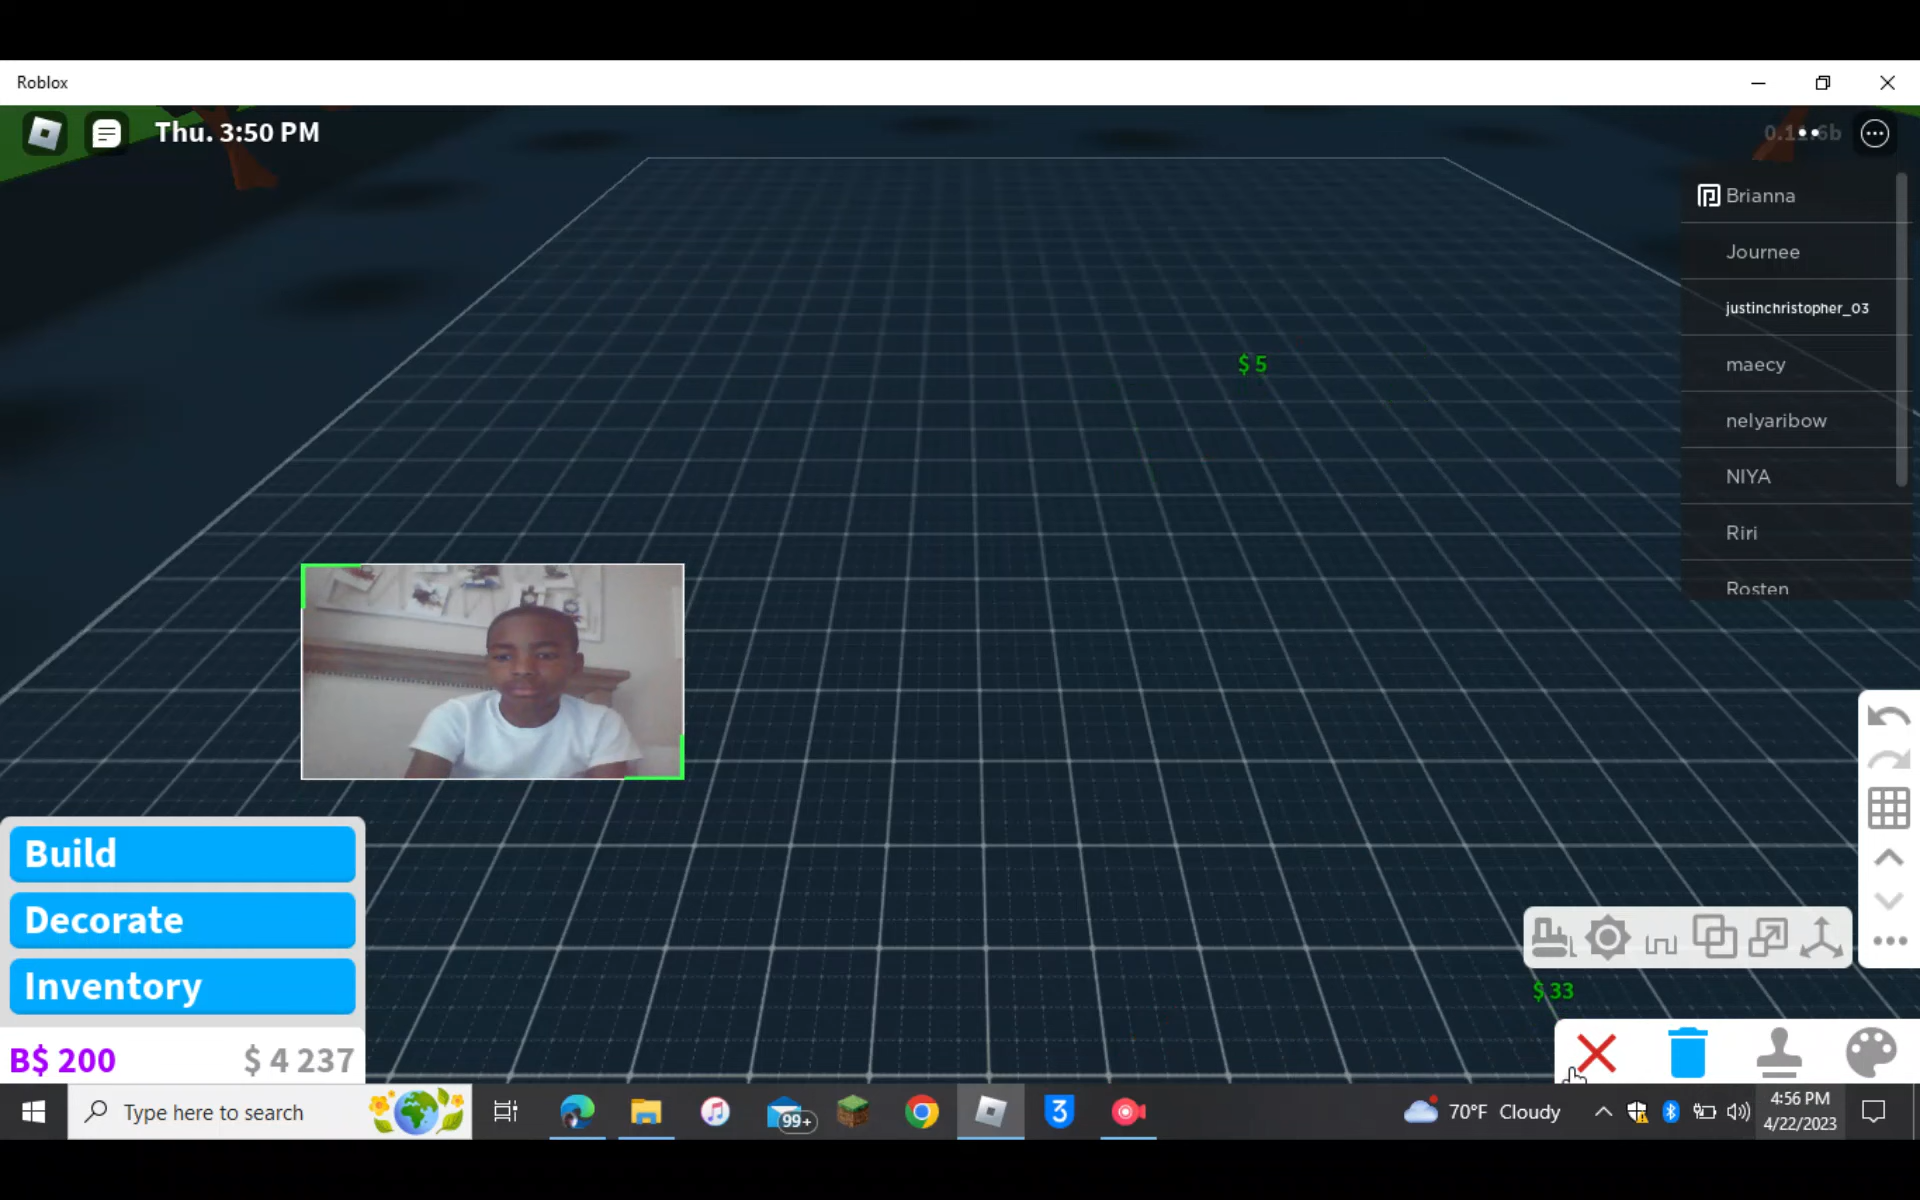 Roblox
Thu. 3:50 PM
Brianna
Journee
justinchristopher_03
maecy
nelyaribow
NIYA
Riri
Rosten
$ 5
Build
Decorate
Inventory
B$ 200
$ 4 237
$ 33
Type here to search
99+
3
70°F Cloudy
4:56 PM
4/22/2023